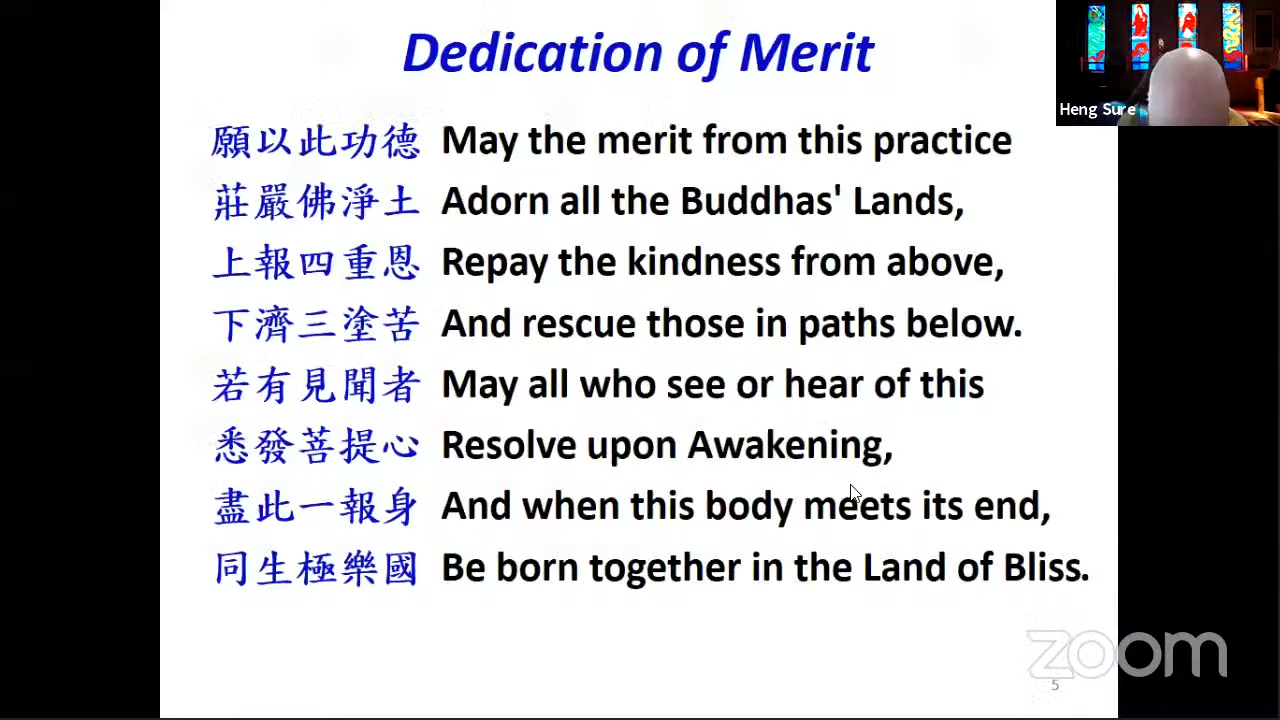 Dedication of Merit
Heng Sure
願以此功德 May the merit from this practice
莊嚴佛淨土 Adorn all the Buddhas' Lands,
上報四重恩 Repay the kindness from above,
下濟三塗苦 And rescue those in paths below.
若有見聞者 May all who see or hear of this
悉發菩提心 Resolve upon Awakening,
盡此一報身 And when this body meets its end,
同生極樂國 Be born together in the Land of Bliss.
zoom
5